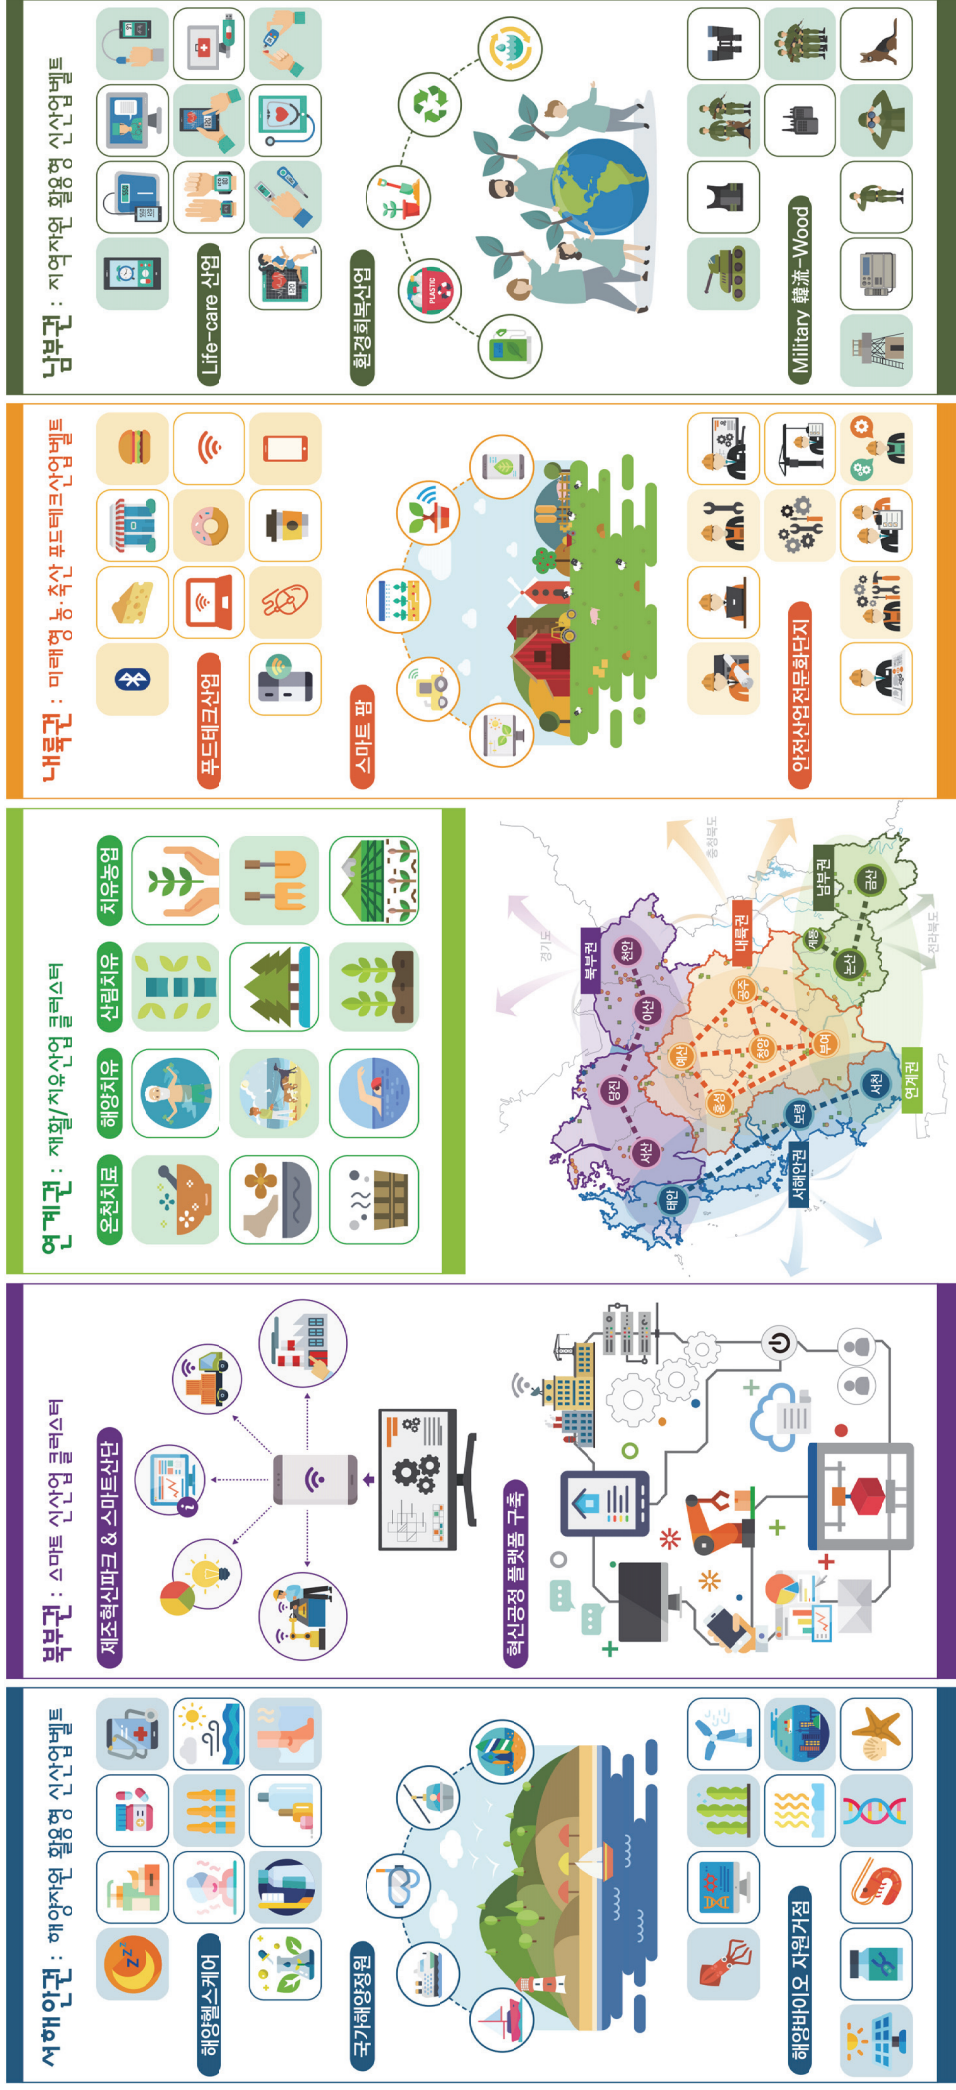 서해안권 : 해양자원 활용형 신산업벨트
해양헬스케어
국가해양정원
해양바이오 자원거점
북부권 : 스마트 신산업 클러스터
제조혁신파크 & 스마트산단
혁신공정 플랫폼 구축
연계권 : 재활/치유산업 클러스터
온천치료
해양치유
산림치유
치유농업
경기도
충청북도
전라북도
북부권
내륙권
남부권
서해안권
연계권
태안
서산
당진
아산
천안
예산
홍성
공주
청양
부여
보령
서천
계룡
논산
금산
내륙권 : 미래형 농·축산 푸드테크산업벨트
푸드테크산업
스마트 팜
안전산업전문화단지
남부권 : 지역자원 활용형 신산업벨트
Life-care 산업
환경회복산업
PLASTIC
Military 韓流-Wood